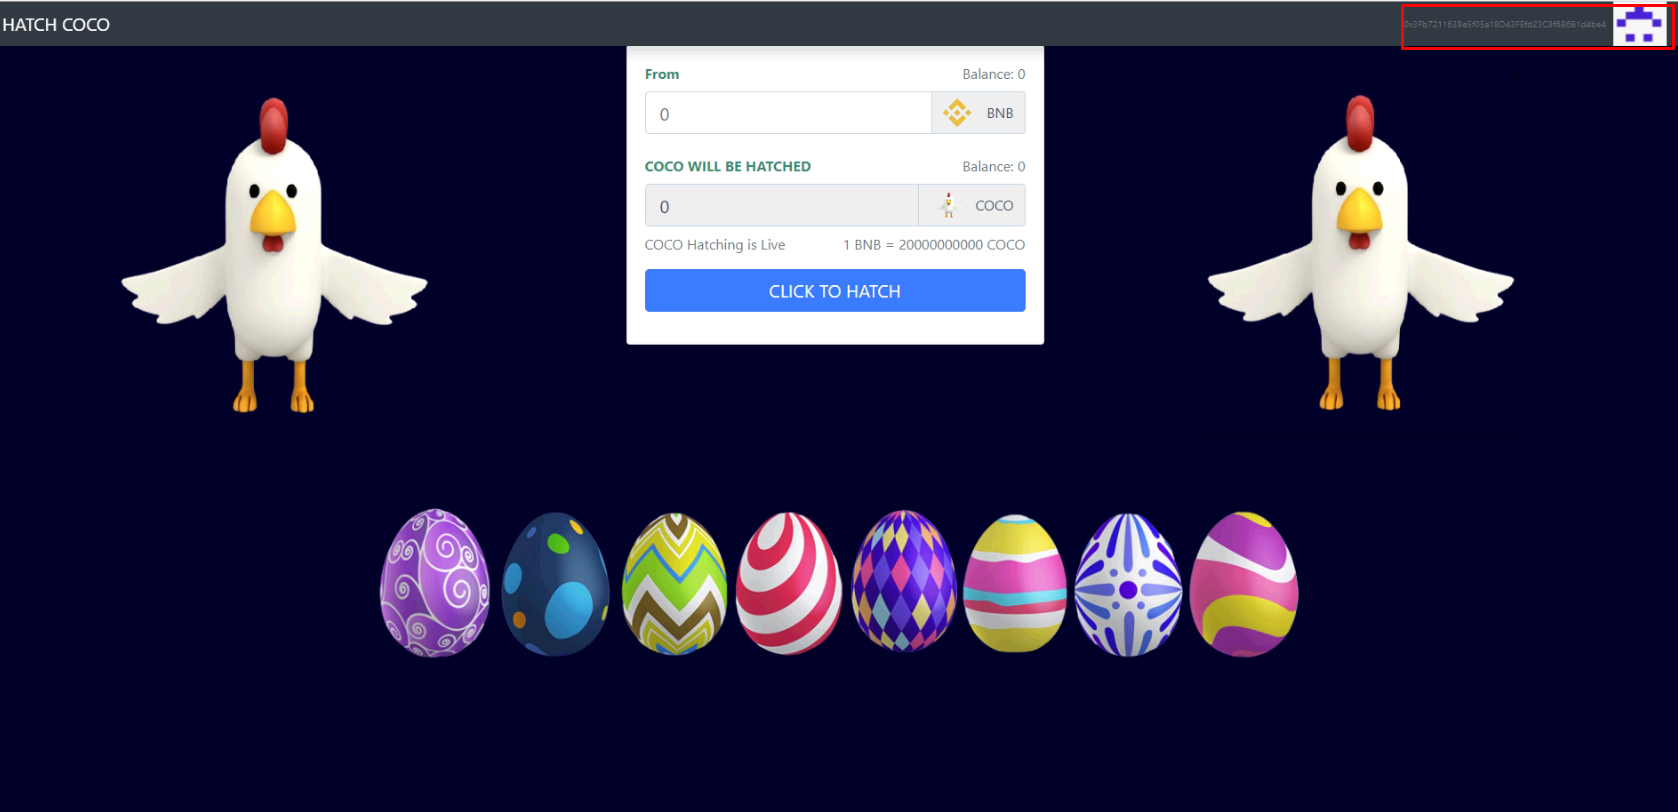 HATCH COCO
From
Balance: 0
0
BNB
COCO WILL BE HATCHED
Balance: 0
0
COCO
COCO Hatching is Live
1 BNB = 20000000000 COCO
CLICK TO HATCH